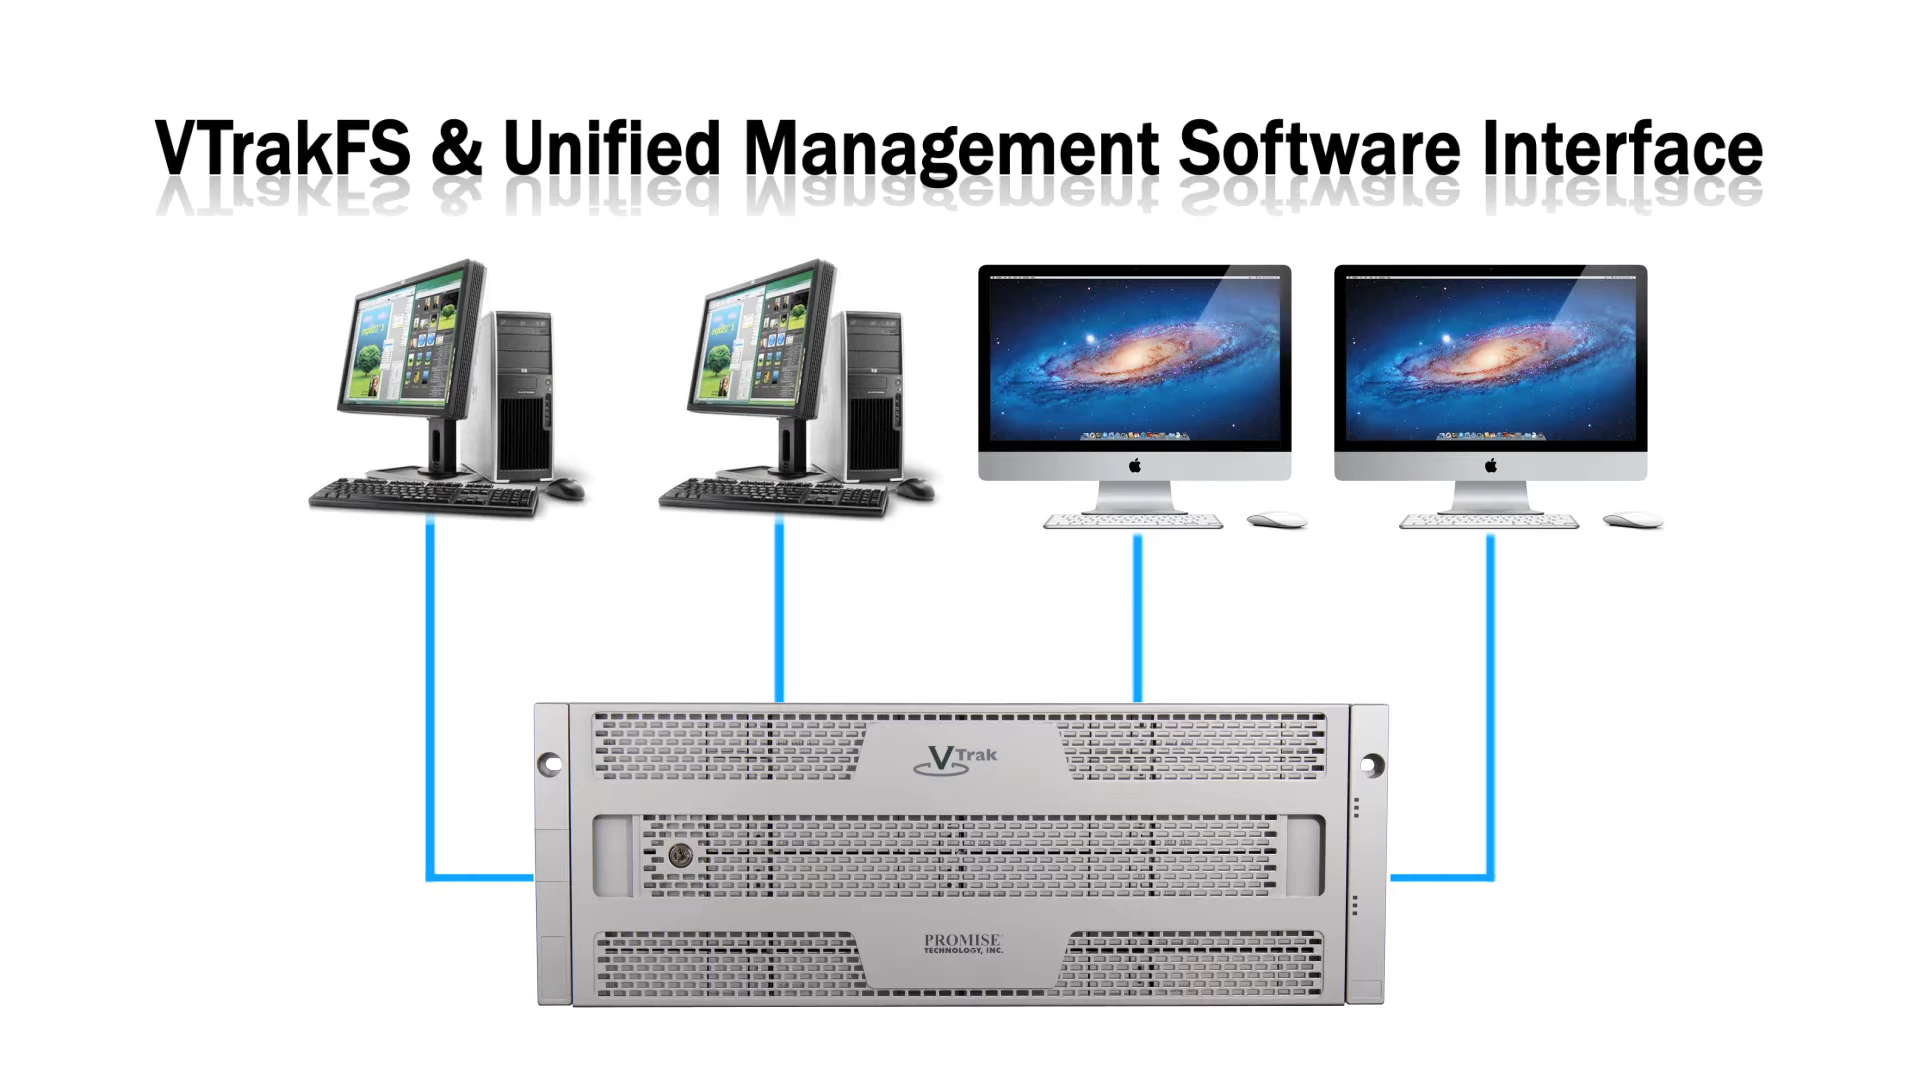 VTrakFS & Unified Management Software Interface
VTrak
PROMISE
TECHNOLOGY, INC.